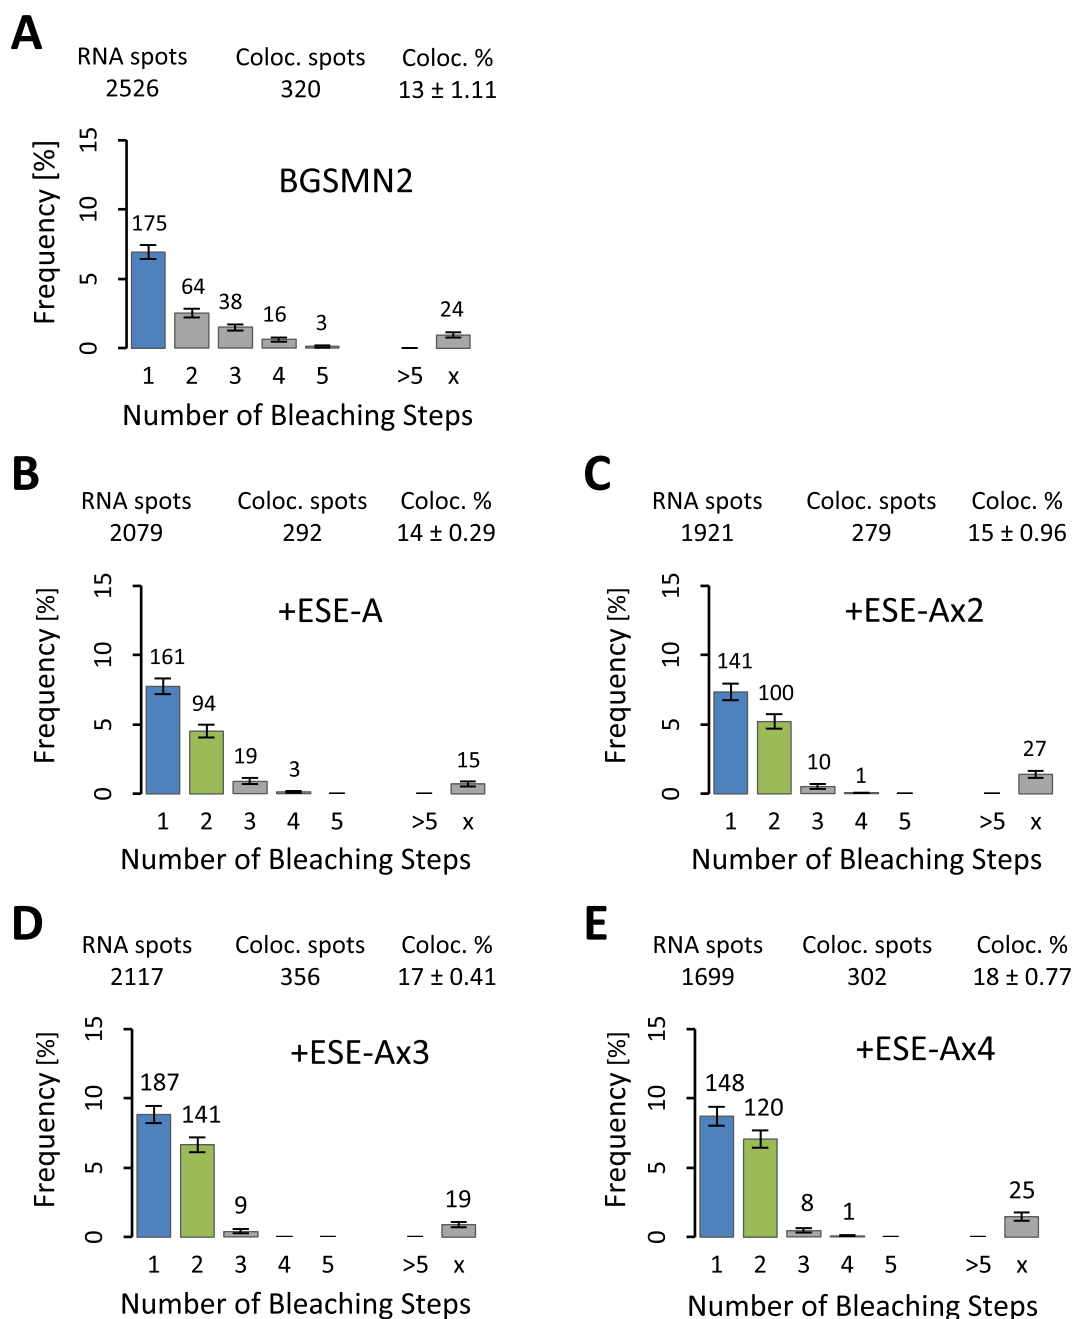 A
RNA spots Coloc. spots Coloc. %
2526 320 13 ± 1.11
BGSMN2
Frequency [%]
15
10
5
0
175
64
38
16
3
24
1 2 3 4 5 >5 x
Number of Bleaching Steps
B
RNA spots Coloc. spots Coloc. %
2079 292 14 ± 0.29
+ESE-A
Frequency [%]
15
10
5
0
161
94
19
3
15
1 2 3 4 5 >5 x
Number of Bleaching Steps
C
RNA spots Coloc. spots Coloc. %
1921 279 15 ± 0.96
+ESE-Ax2
Frequency [%]
15
10
5
0
141
100
10
1
27
1 2 3 4 5 >5 x
Number of Bleaching Steps
D
RNA spots Coloc. spots Coloc. %
2117 356 17 ± 0.41
+ESE-Ax3
Frequency [%]
15
10
5
0
187
141
9
19
1 2 3 4 5 >5 x
Number of Bleaching Steps
E
RNA spots Coloc. spots Coloc. %
1699 302 18 ± 0.77
+ESE-Ax4
Frequency [%]
15
10
5
0
148
120
8
1
25
1 2 3 4 5 >5 x
Number of Bleaching Steps